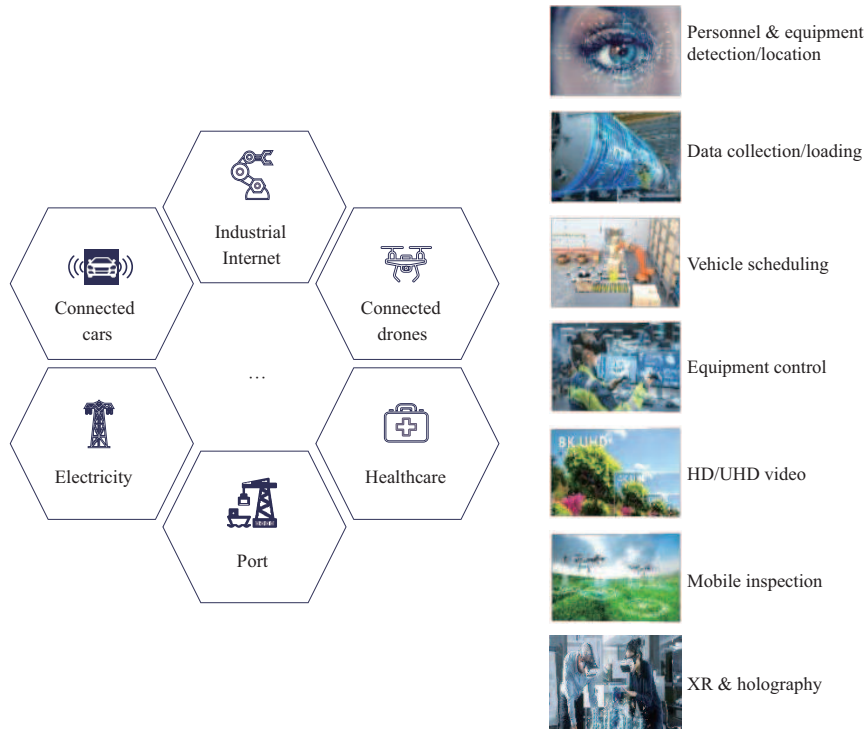 Industrial
Internet
Connected
cars
Connected
drones
...
Electricity
Healthcare
Port
Personnel & equipment
detection/location
Data collection/loading
Vehicle scheduling
Equipment control
8K UHD
HD/UHD video
Mobile inspection
XR & holography